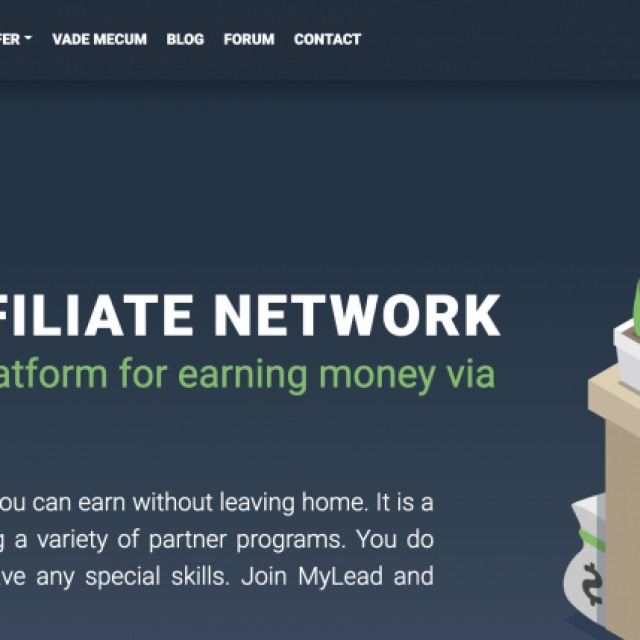 FER VADE MECUM BLOG FORUM CONTACT
FILIATE NETWORK
atform for earning money via
ou can earn without leaving home. It is a
g a variety of partner programs. You do
ve any special skills. Join MyLead and